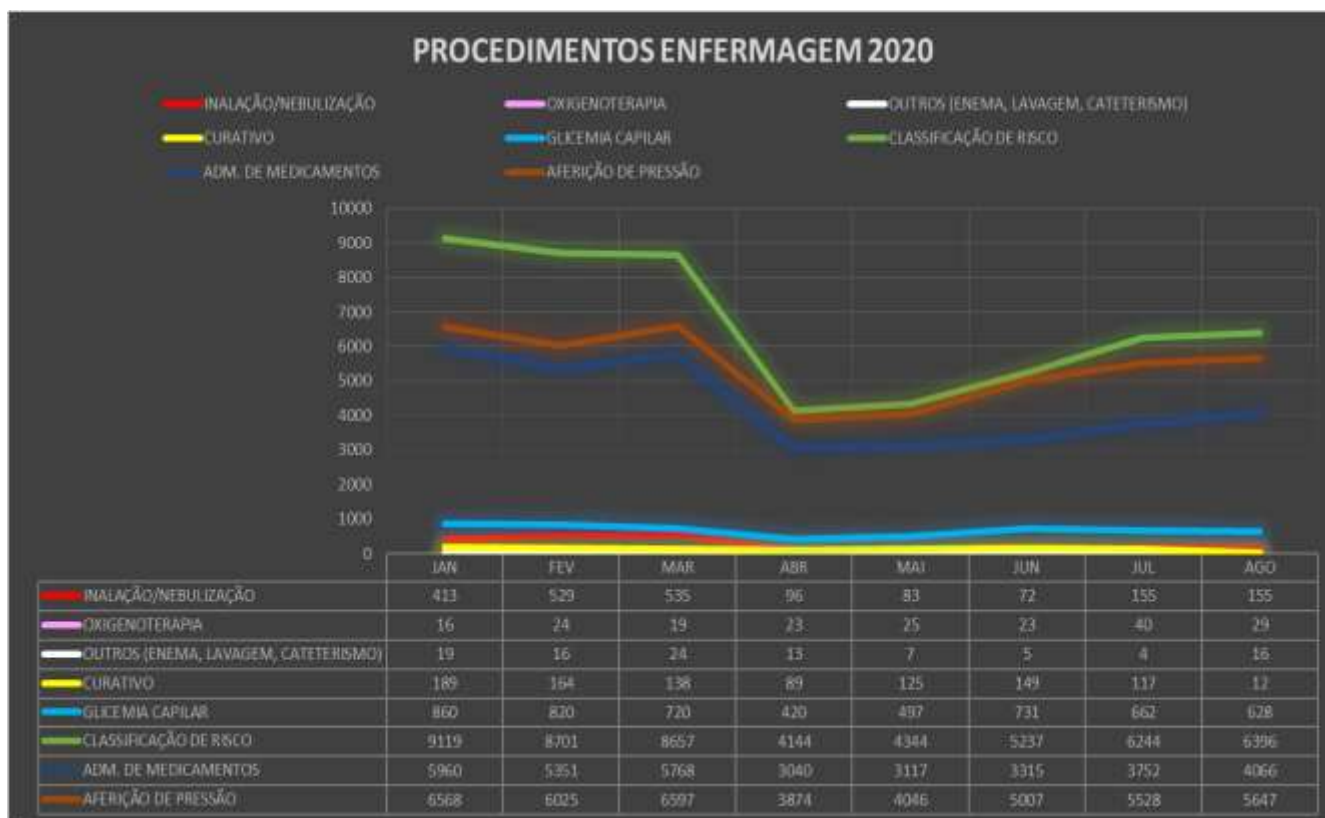 PROCEDIMENTOS ENFERMAGEM 2020
INALAÇÃO/NEBULIZAÇÃO OXIGENOTERAPIA OUTROS (ENEMA, LAVAGEM, CATETERISMO)
CURATIVO GLICEMIA CAPILAR CLASSIFICAÇÃO DE RISCO
ADM. DE MEDICAMENTOS AFERIÇÃO DE PRESSÃO
10000
9000
8000
7000
6000
5000
4000
3000
2000
1000
0
JAN FEV MAR ABR MAI JUN JUL AGO
INALAÇÃO/NEBULIZAÇÃO 413 529 535 96 83 72 155 155
OXIGENOTERAPIA 16 24 19 23 25 23 40 29
OUTROS (ENEMA, LAVAGEM, CATETERISMO) 19 16 24 13 7 5 4 16
CURATIVO 189 164 138 89 125 149 117 12
GLICEMIA CAPILAR 860 820 720 420 497 731 662 628
CLASSIFICAÇÃO DE RISCO 9119 8701 8657 4144 4344 5237 6244 6396
ADM. DE MEDICAMENTOS 5960 5351 5768 3040 3117 3315 3752 4066
AFERIÇÃO DE PRESSÃO 6568 6025 6597 3874 4046 5007 5528 5647